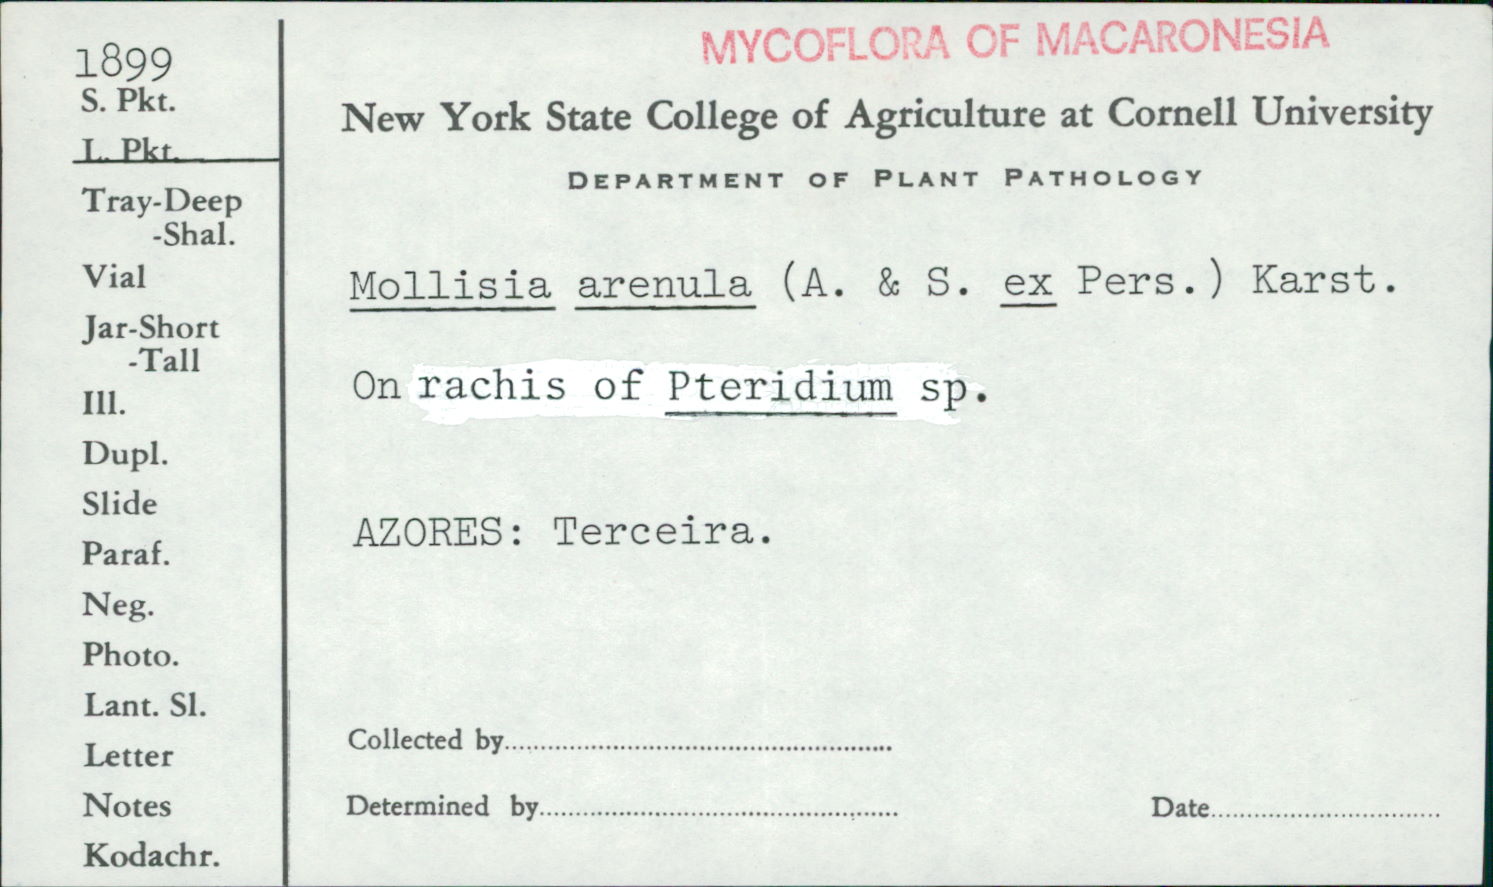 MYCOFLORA OF MACARONESIA
New York State College of Agriculture at Cornell University
DEPARTMENT OF PLANT PATHOLOGY
1899
S. Pkt.
L. Pkt.
Tray-Deep
-Shal.
Vial
Jar-Short
-Tall
Ill.
Dupl.
Slide
Paraf.
Neg.
Photo.
Lant. Sl.
Letter
Notes
Kodachr.
Mollisia arenula (A. & S. ex Pers.) Karst.
On rachis of Pteridium sp.
AZORES: Terceira.
Collected by
Determined by
Date